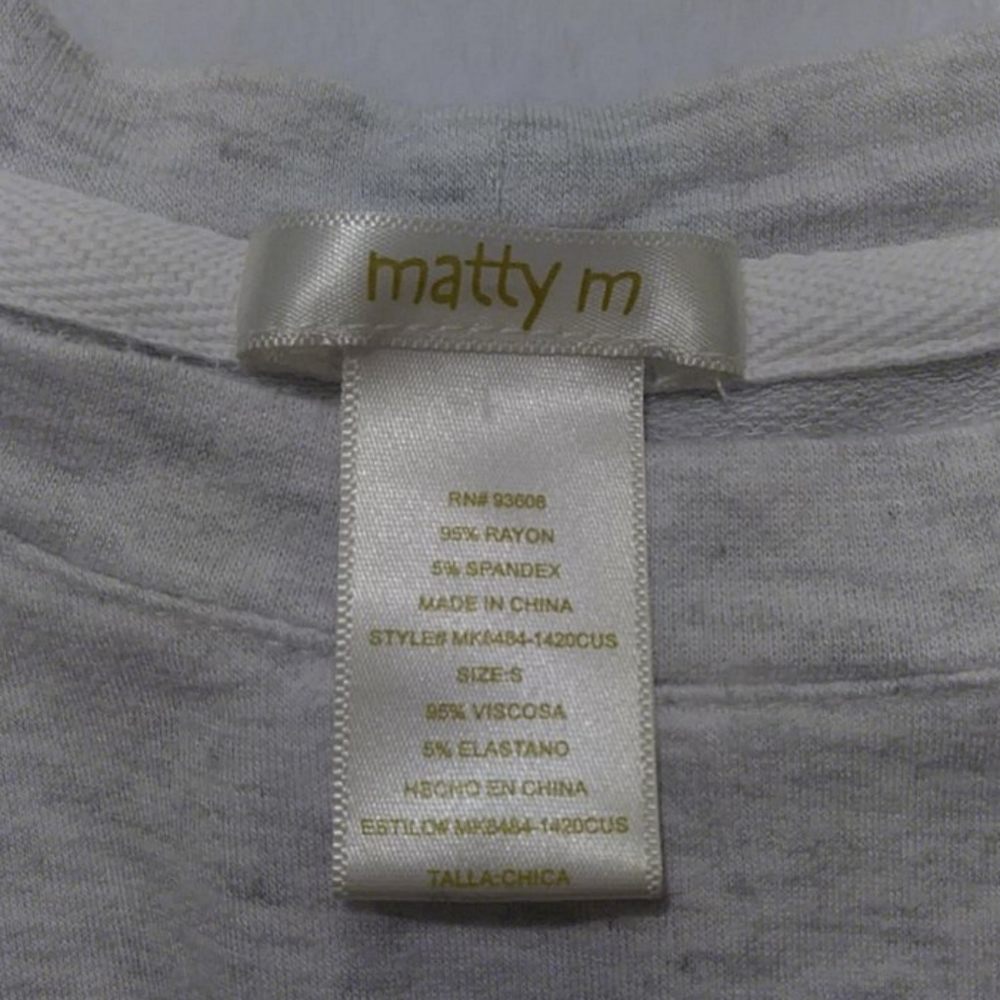 matty m
RN# 93608
95% RAYON
5% SPANDEX
MADE IN CHINA
STYLE# MK8484-1420CUS
SIZE:S
95% VISCOSA
5% ELASTANO
HECHO EN CHINA
ESTILO# MK8484-1420CUS
TALLA:CHICA